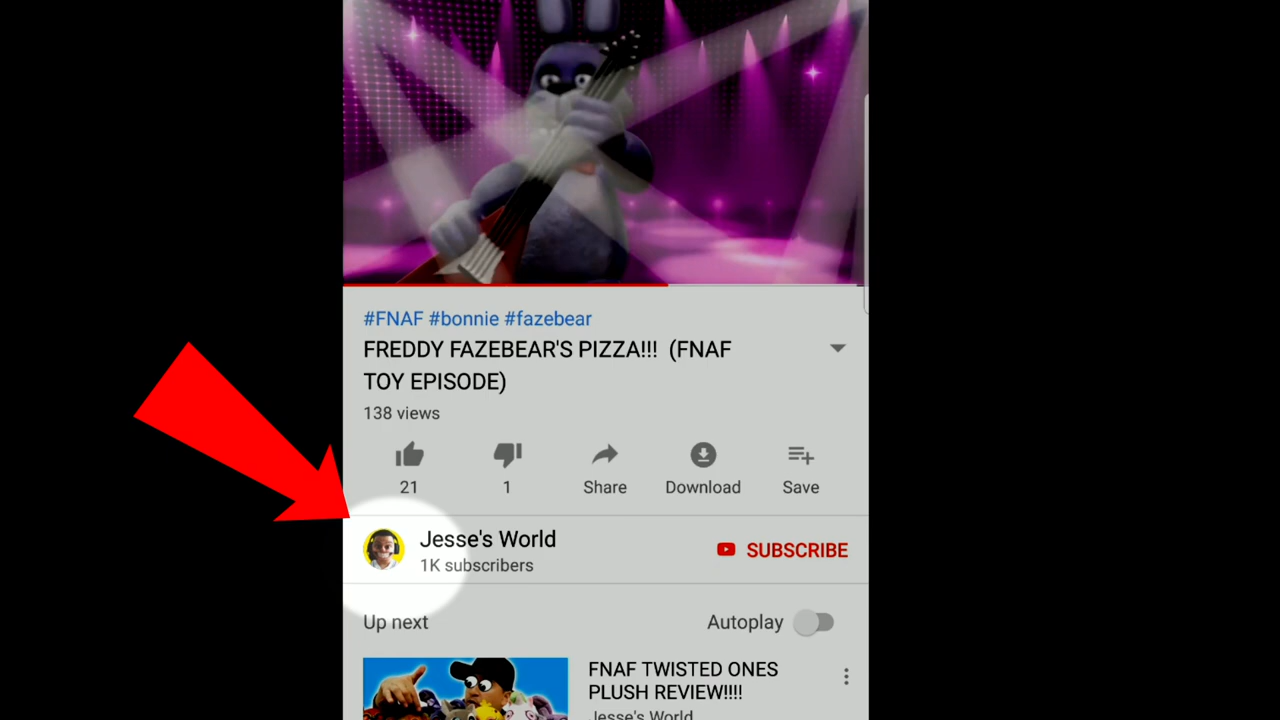 #FNAF #bonnie #fazebear
FREDDY FAZEBEAR'S PIZZA!!! (FNAF
TOY EPISODE)
138 views
21
1
Share
Download
Save
Jesse's World
1K subscribers
SUBSCRIBE
Up next
Autoplay
FNAF TWISTED ONES
PLUSH REVIEW!!!!
Jesse's World